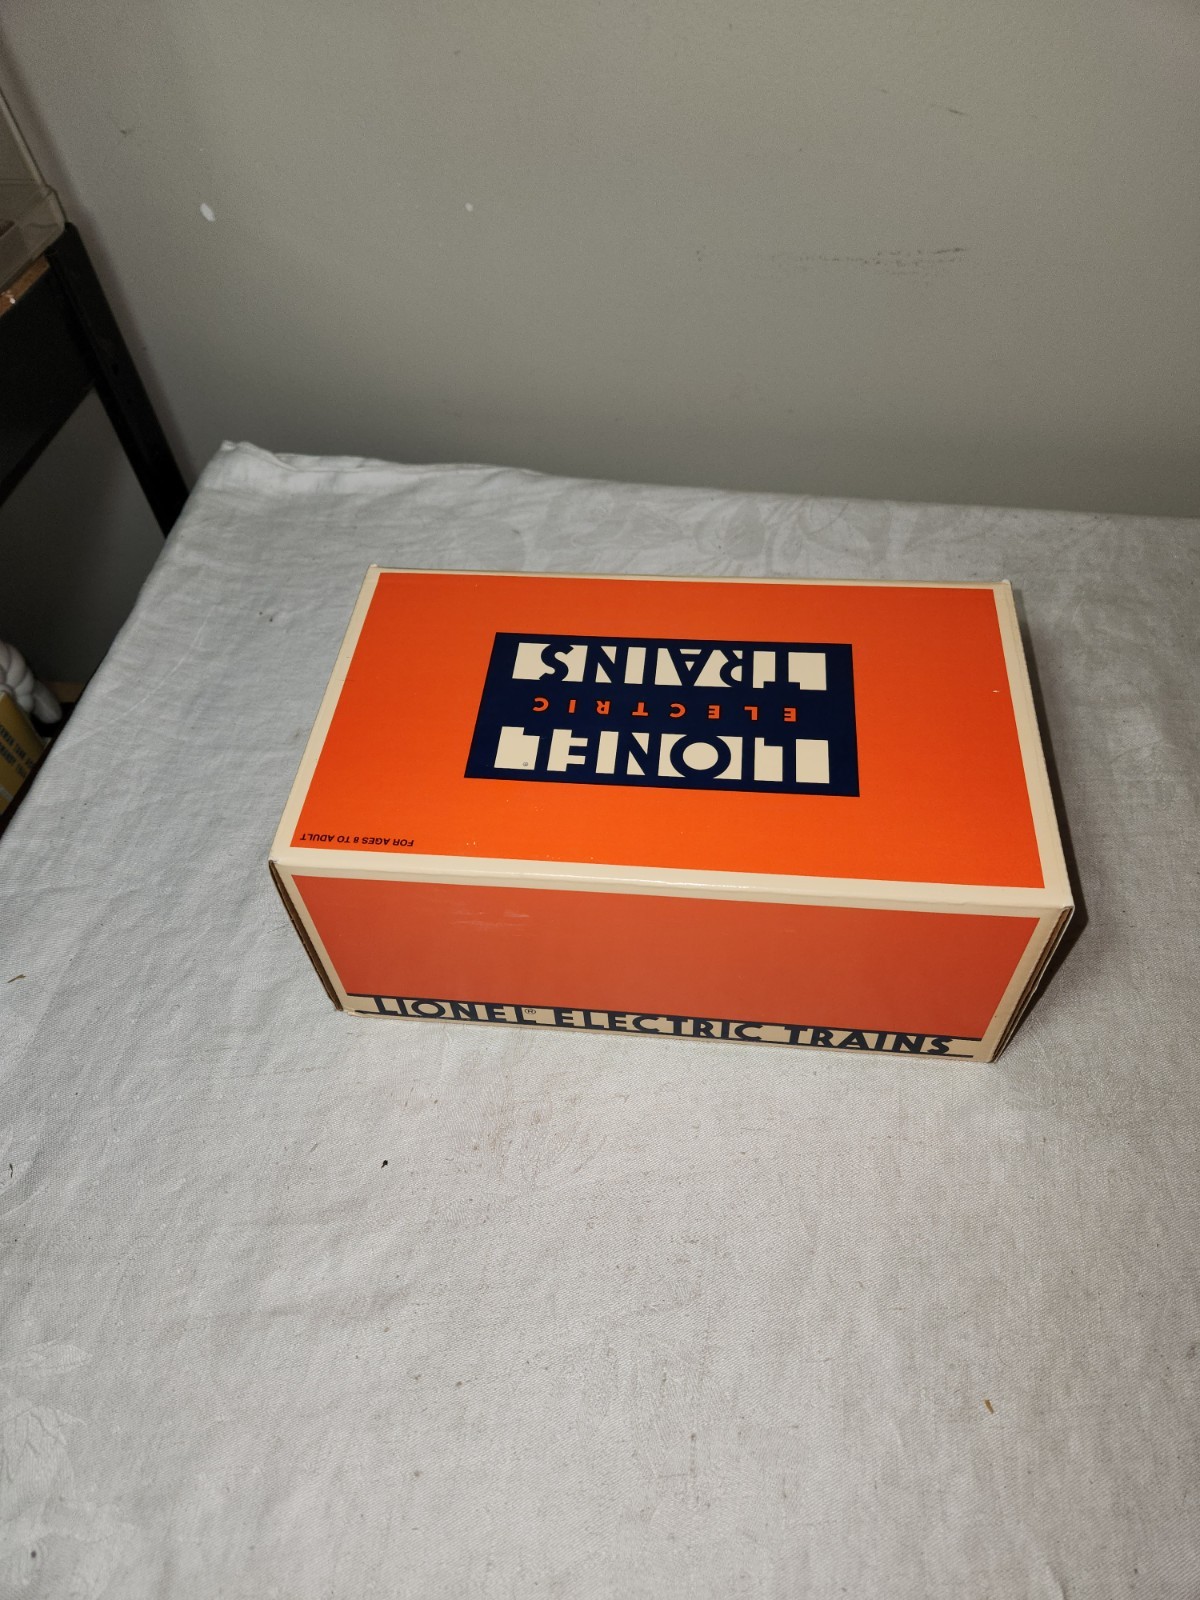 LIONEL®
ELECTRIC
TRAINS
FOR AGES 8 TO ADULT
LIONEL® ELECTRIC TRAINS